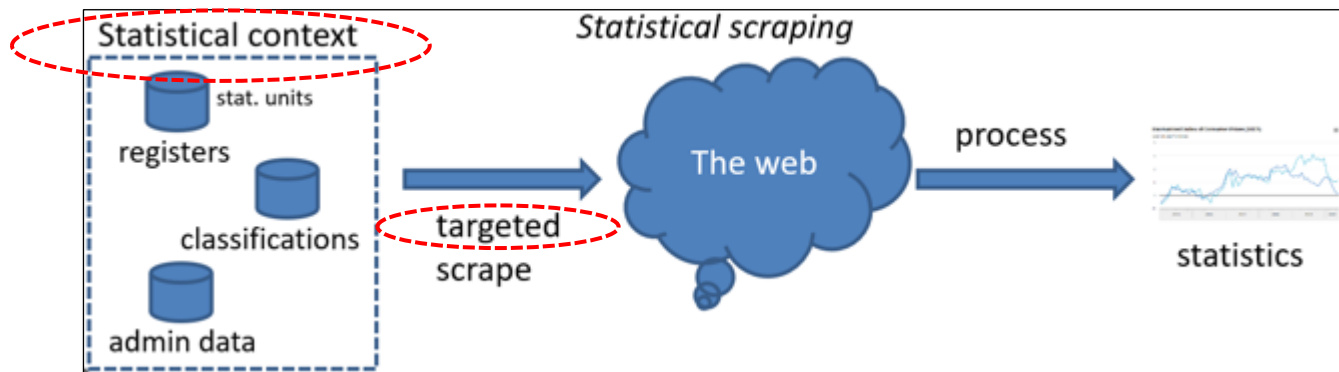 Statistical context
Statistical scraping
stat. units
registers
classifications
admin data
targeted
scrape
The web
process
statistics